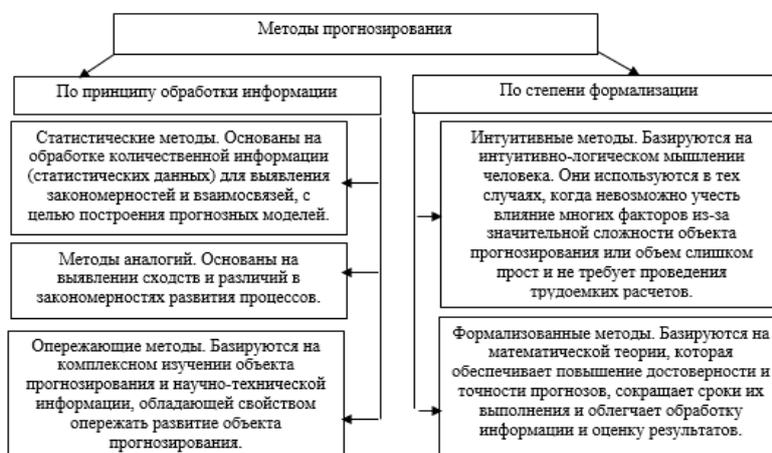 Методы прогнозирования
По принципу обработки информации
Статистические методы. Основаны на
обработке количественной информации
(статистических данных) для выявления
закономерностей и взаимосвязей, с
целью построения прогнозных моделей.
Методы аналогий. Основаны на
выявлении сходств и различий в
закономерностях развития процессов.
Опережающие методы. Базируются на
комплексном изучении объекта
прогнозирования и научно-технической
информации, обладающей свойством
опережать развитие объекта
прогнозирования.
По степени формализации
Интуитивные методы. Базируются на
интуитивно-логическом мышлении
человека. Они используются в тех
случаях, когда невозможно учесть
влияние многих факторов из-за
значительной сложности объекта
прогнозирования или объем слишком
прост и не требует проведения
трудоемких расчетов.
Формализованные методы. Базируются на
математической теории, которая
обеспечивает повышение достоверности и
точности прогнозов, сокращает сроки их
выполнения и облегчает обработку
информации и оценку результатов.